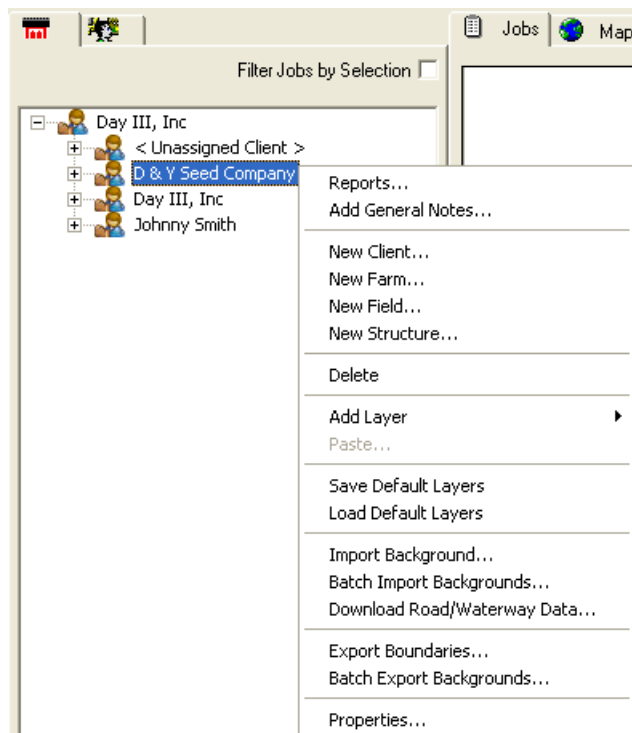 Jobs
Map
Filter Jobs by Selection
Day III, Inc
< Unassigned Client >
D & Y Seed Company
Day III, Inc
Johnny Smith
Reports...
Add General Notes...
New Client...
New Farm...
New Field...
New Structure...
Delete
Add Layer
Paste...
Save Default Layers
Load Default Layers
Import Background...
Batch Import Backgrounds...
Download Road/Waterway Data...
Export Boundaries...
Batch Export Backgrounds...
Properties...